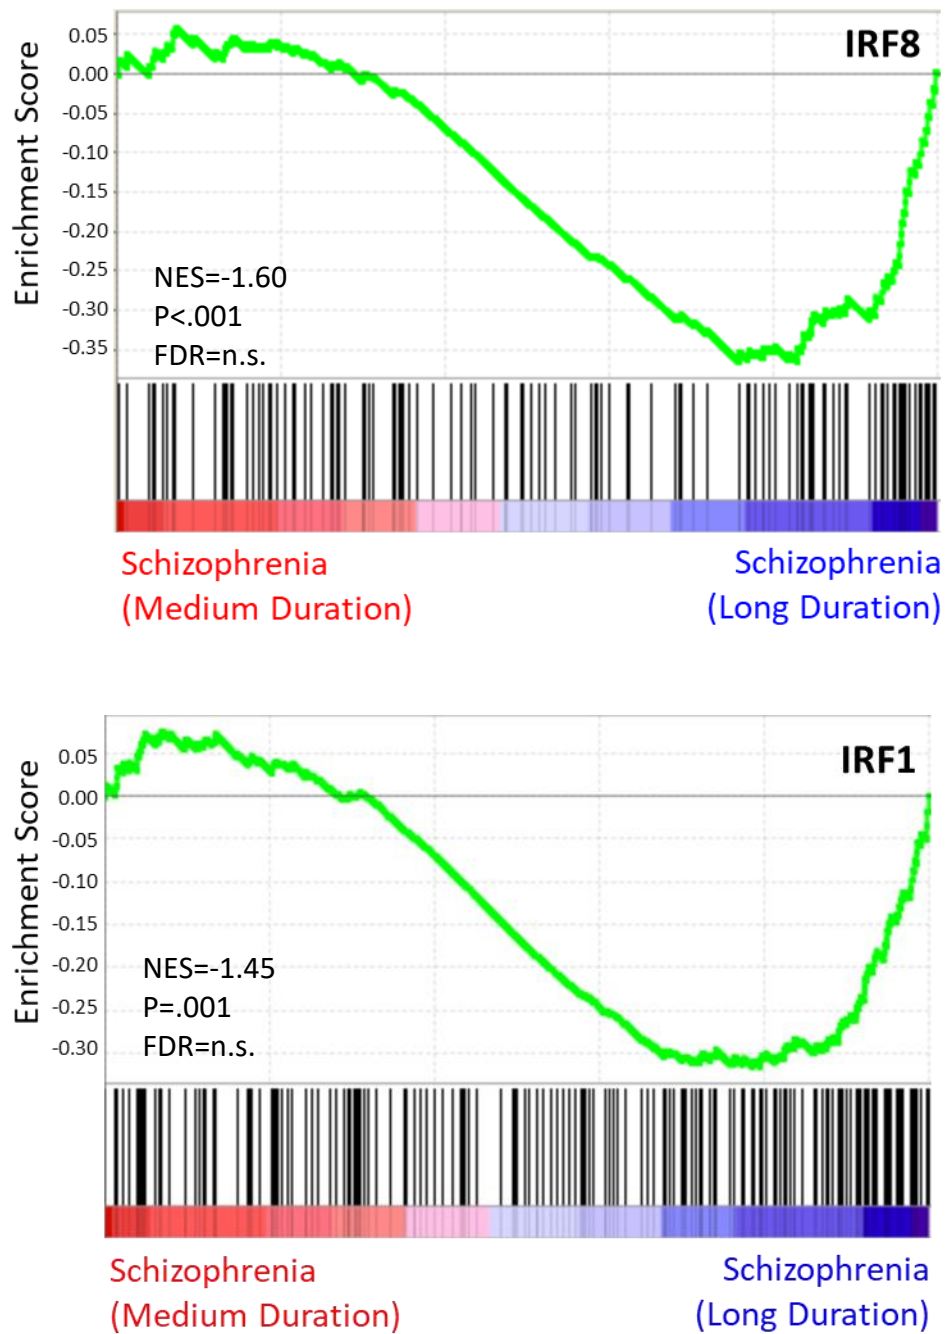 IRF8
Enrichment Score
0.05
0.00
-0.05
-0.10
-0.15
-0.20
-0.25
-0.30
-0.35
NES=-1.60
P<.001
FDR=n.s.
Schizophrenia
(Medium Duration)
Schizophrenia
(Long Duration)
IRF1
Enrichment Score
0.05
0.00
-0.05
-0.10
-0.15
-0.20
-0.25
-0.30
NES=-1.45
P=.001
FDR=n.s.
Schizophrenia
(Medium Duration)
Schizophrenia
(Long Duration)